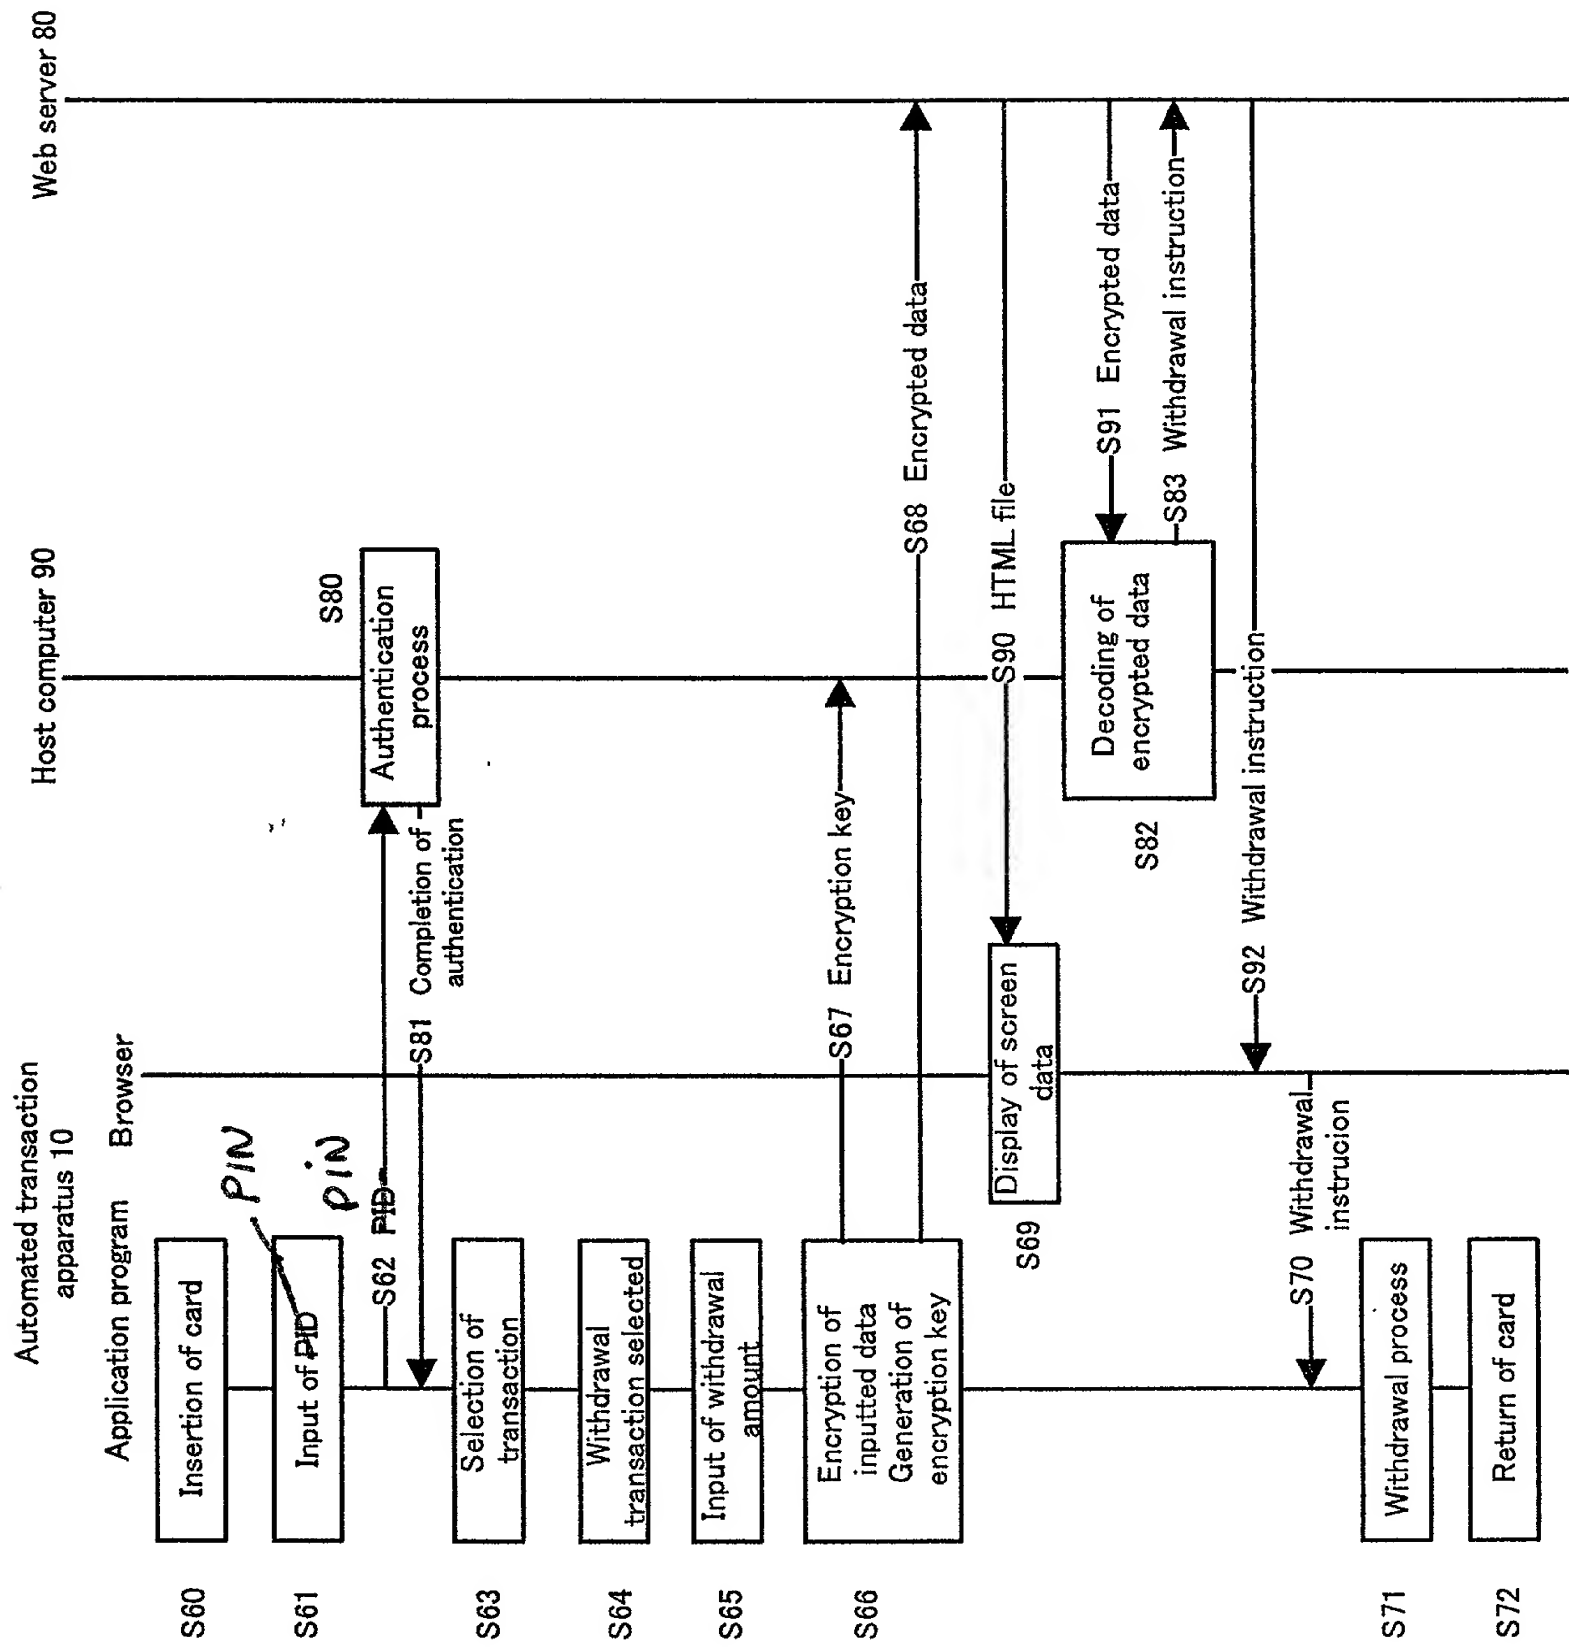 Automated transaction
apparatus 10
Application program
Browser
Host computer 90
Web server 80
S60
Insertion of card
S61
Input of PID
PIN
S62 PID
PIN
S80
Authentication
process
S81 Completion of
authentication
S63
Selection of
transaction
S64
Withdrawal
transaction selected
S65
Input of withdrawal
amount
S66
Encryption of
inputted data
Generation of
encryption key
S67 Encryption key
S68 Encrypted data
S90 HTML file
S69
Display of screen
data
S91 Encrypted data
S82
Decoding of
encrypted data
S83 Withdrawal instruction
S92 Withdrawal instruction
S70 Withdrawal
instrucion
S71
Withdrawal process
S72
Return of card